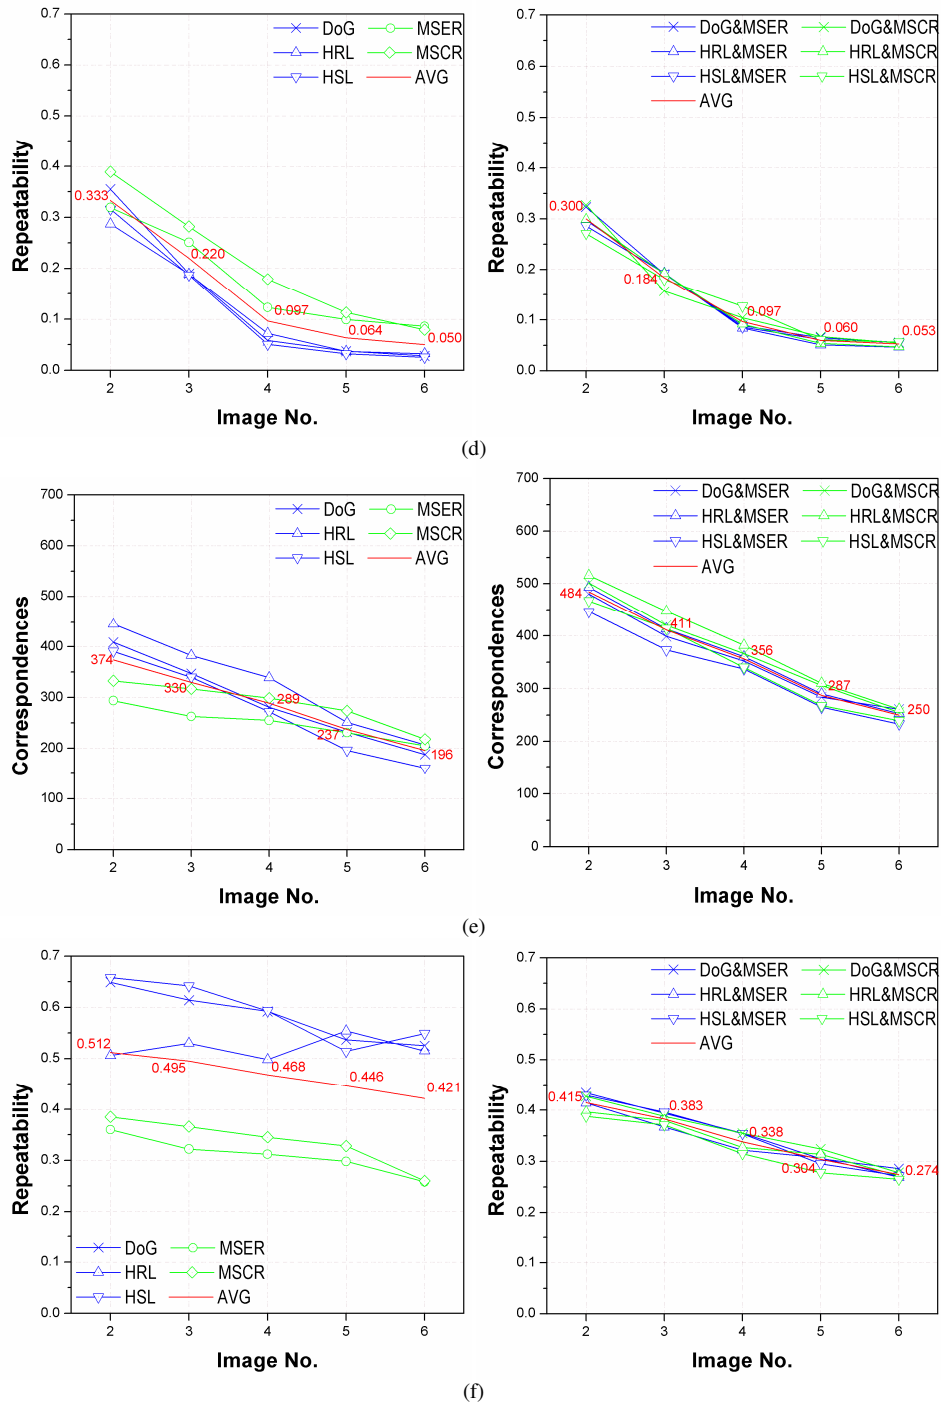 0.7
0.6
0.5
0.4
0.3
0.2
0.1
0.0
Repeatability
DoG MSER
HRL MSCR
HSL AVG
0.333
0.220
0.097
0.064
0.050
2 3 4 5 6
Image No.
0.7
0.6
0.5
0.4
0.3
0.2
0.1
0.0
Repeatability
DoG&MSER DoG&MSCR
HRL&MSER HRL&MSCR
HSL&MSER HSL&MSCR
AVG
0.300
0.184
0.097
0.060
0.053
2 3 4 5 6
Image No.
(d)
700
600
500
400
300
200
100
0
Correspondences
DoG MSER
HRL MSCR
HSL AVG
374
330
289
237
196
2 3 4 5 6
Image No.
700
600
500
400
300
200
100
0
Correspondences
DoG&MSER DoG&MSCR
HRL&MSER HRL&MSCR
HSL&MSER HSL&MSCR
AVG
484
411
356
287
250
2 3 4 5 6
Image No.
(e)
0.7
0.6
0.5
0.4
0.3
0.2
0.1
0.0
Repeatability
0.512
0.495
0.468
0.446
0.421
DoG MSER
HRL MSCR
HSL AVG
2 3 4 5 6
Image No.
0.7
0.6
0.5
0.4
0.3
0.2
0.1
0.0
Repeatability
DoG&MSER DoG&MSCR
HRL&MSER HRL&MSCR
HSL&MSER HSL&MSCR
AVG
0.415
0.383
0.338
0.304
0.274
2 3 4 5 6
Image No.
(f)